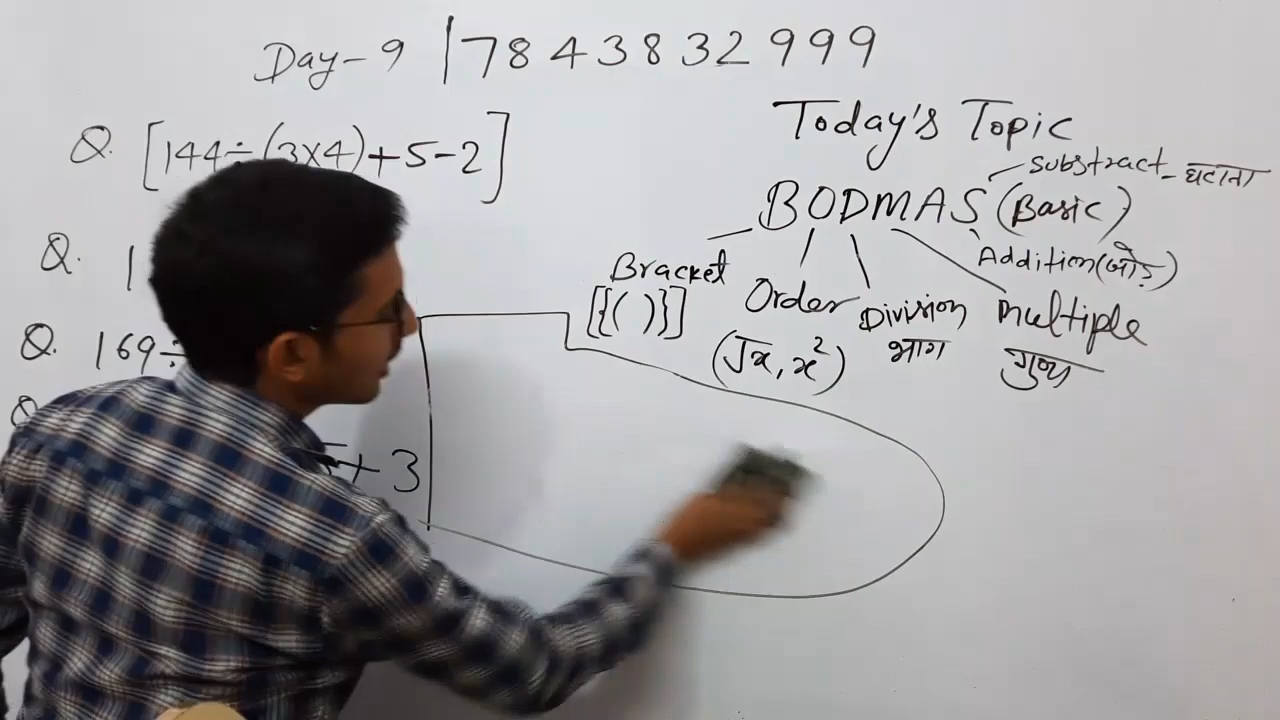 Day-9 | 7843832999
Q. [144÷(3×4)+5-2]
Q.
Q. 169÷
+ 3
Today's Topic
Substract - घटाना
BODMAS (Basic)
Addition (जोड़)
Bracket
[{( )}]
Order
(√x, x²)
Division
भाग
multiple
गुणा